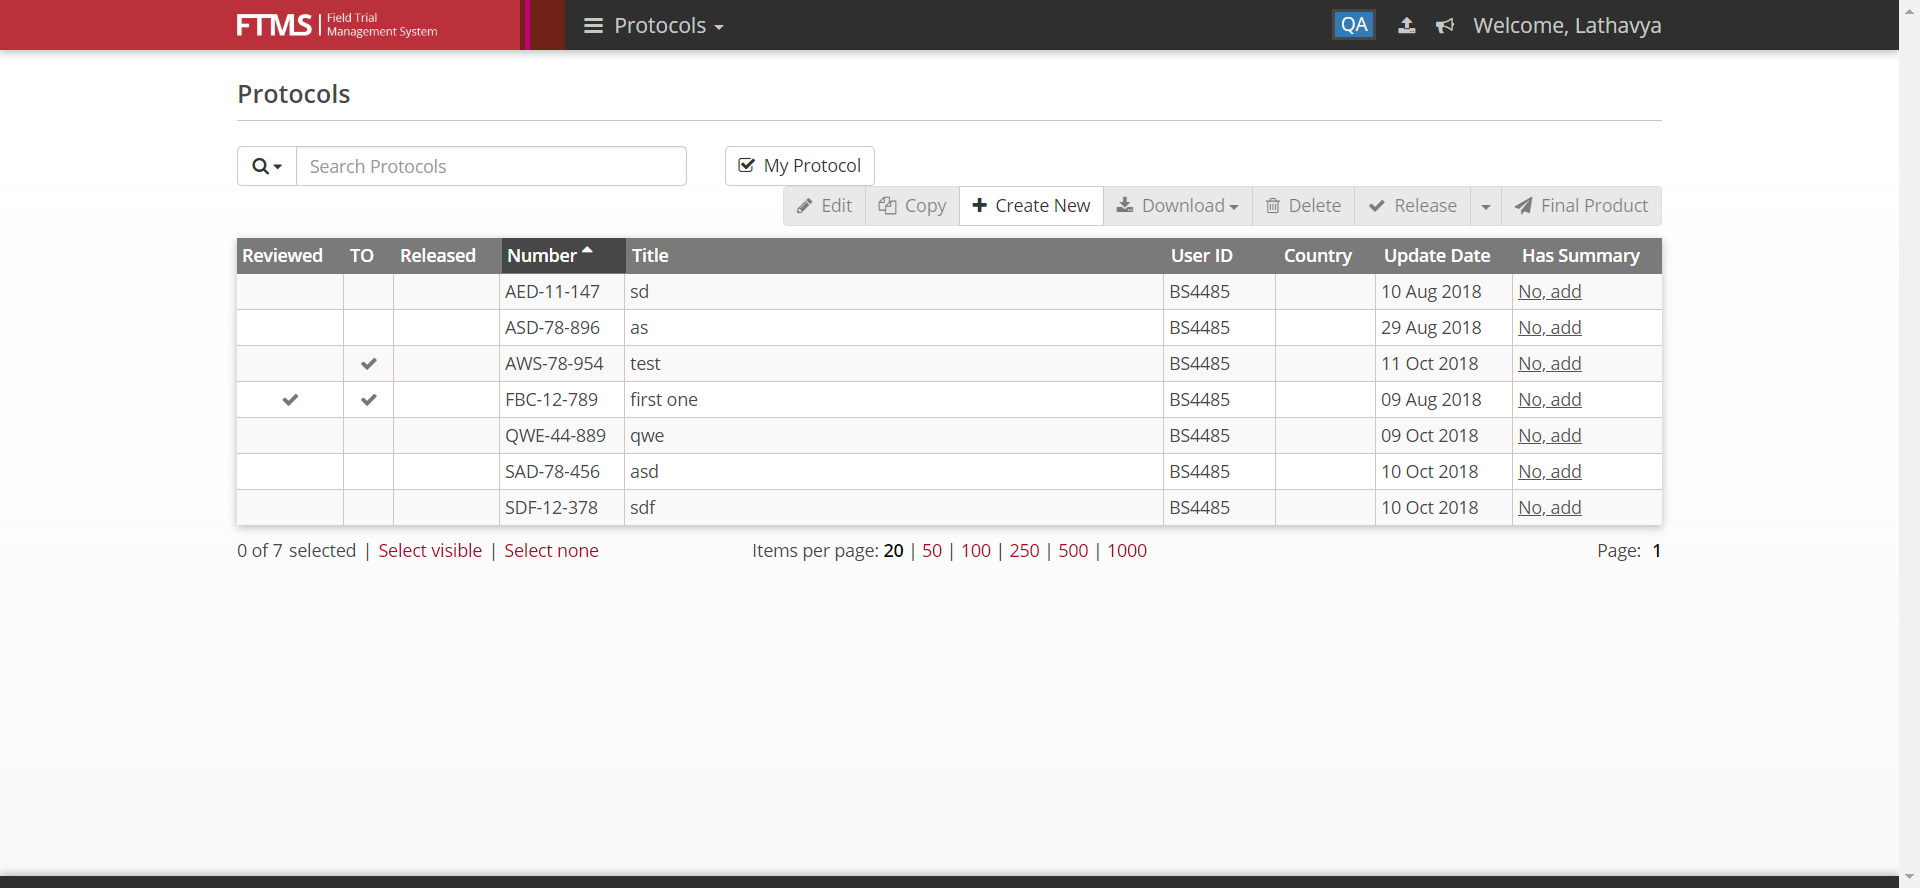 FTMS | Field Trial Management System
Protocols
QA
Welcome, Lathavya
Protocols
Search Protocols
My Protocol
Edit Copy Create New Download Delete Release Final Product
Reviewed TO Released Number Title User ID Country Update Date Has Summary
AED-11-147 sd BS4485 10 Aug 2018 No, add
ASD-78-896 as BS4485 29 Aug 2018 No, add
AWS-78-954 test BS4485 11 Oct 2018 No, add
FBC-12-789 first one BS4485 09 Aug 2018 No, add
QWE-44-889 qwe BS4485 09 Oct 2018 No, add
SAD-78-456 asd BS4485 10 Oct 2018 No, add
SDF-12-378 sdf BS4485 10 Oct 2018 No, add
0 of 7 selected | Select visible | Select none Items per page: 20 | 50 | 100 | 250 | 500 | 1000 Page: 1